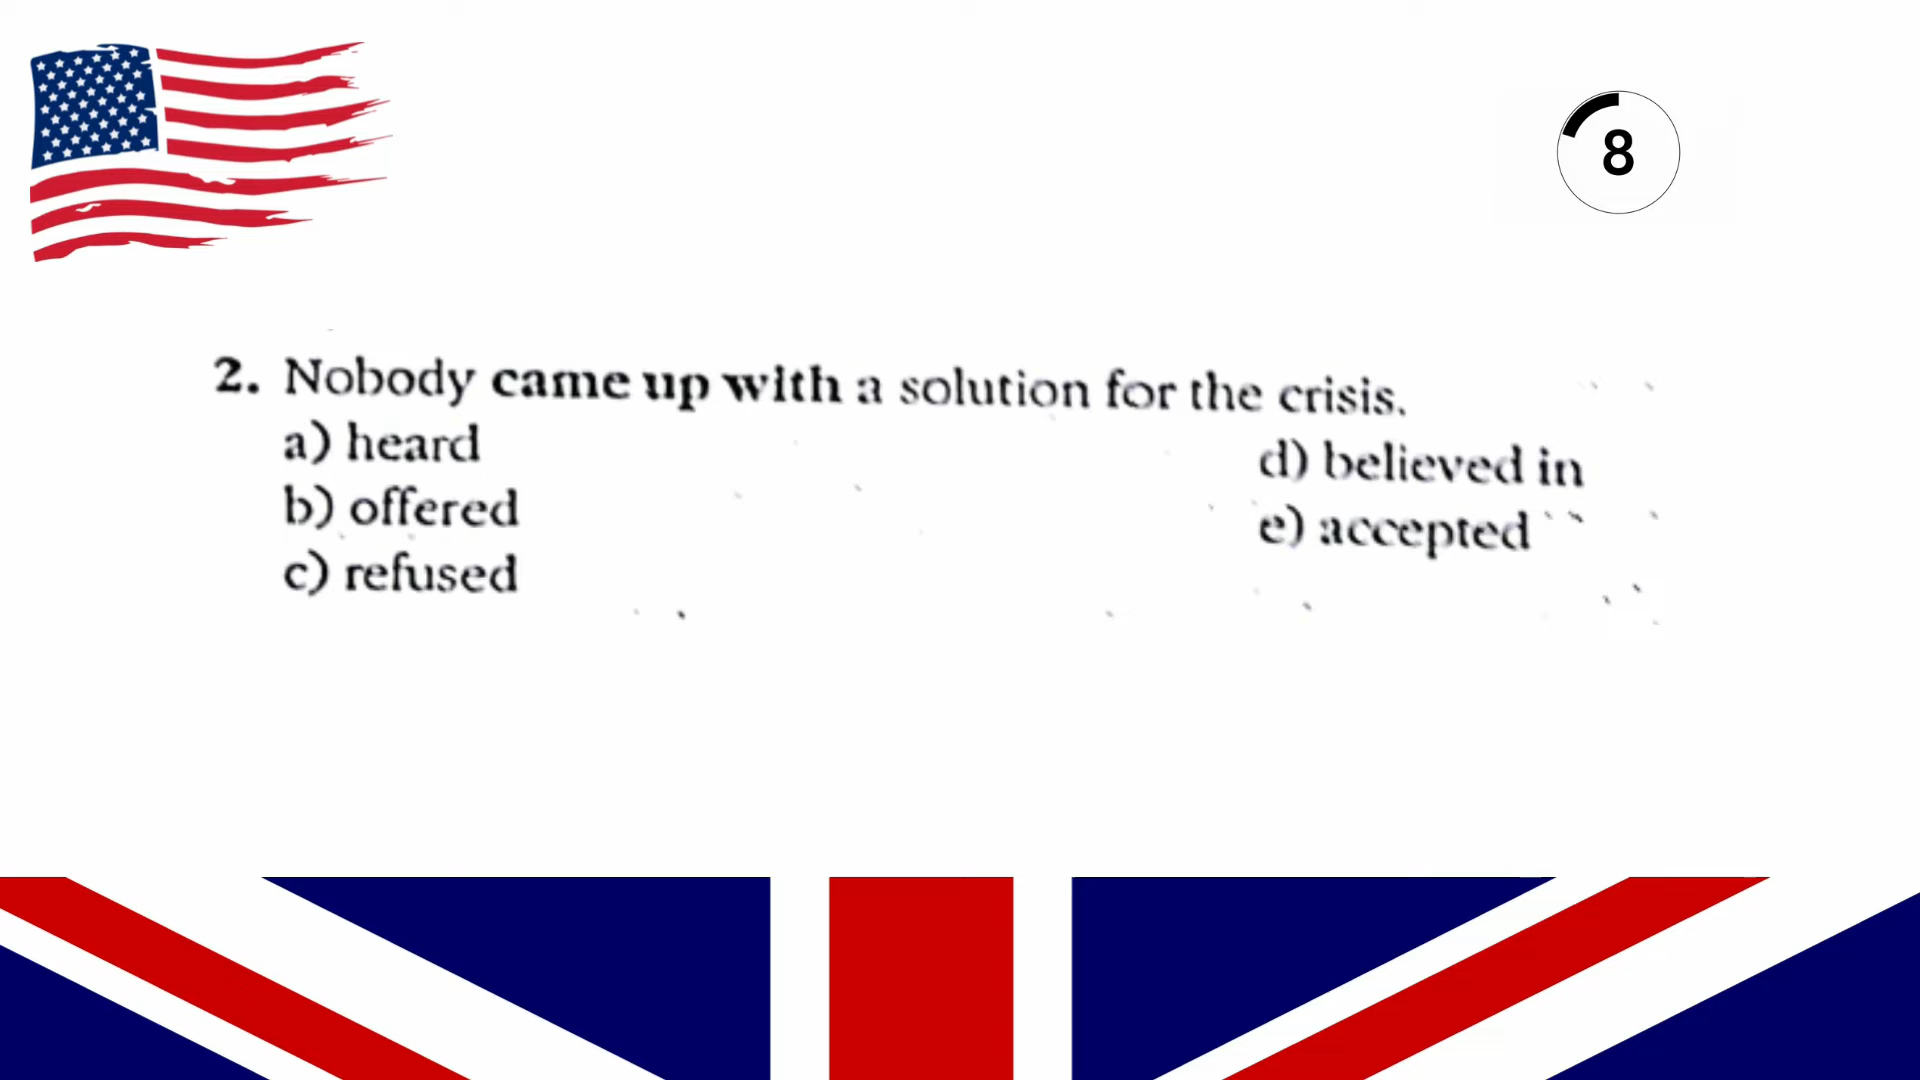 8
2. Nobody came up with a solution for the crisis.
a) heard
b) offered
c) refused
d) believed in
e) accepted